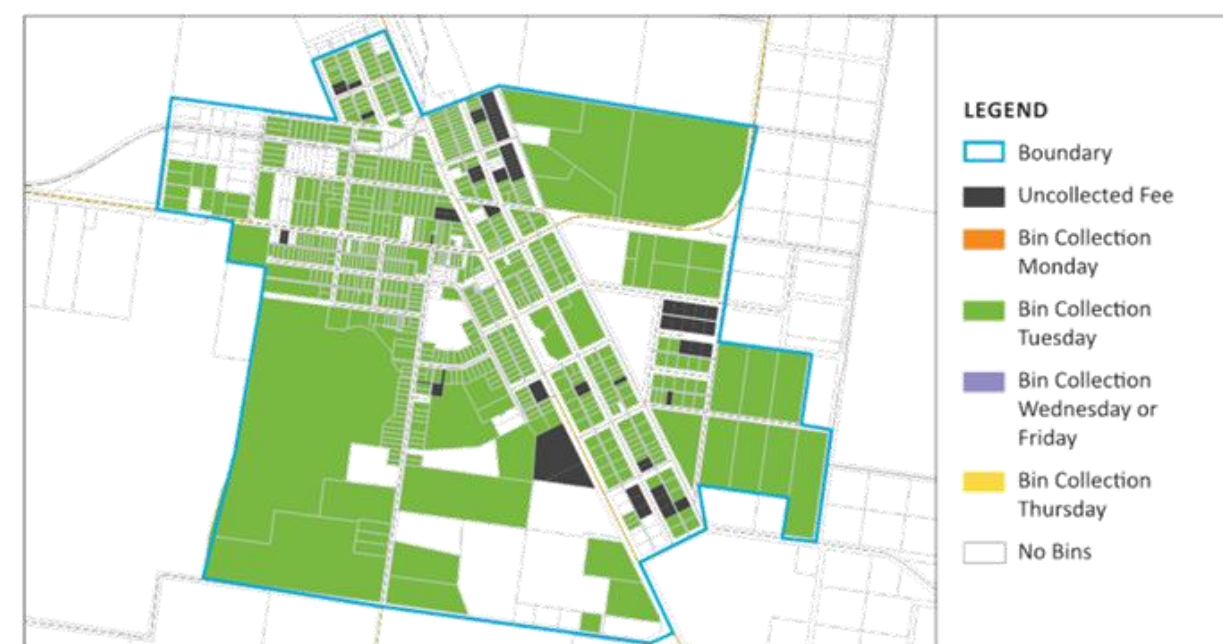 LEGEND
Boundary
Uncollected Fee
Bin Collection
Monday
Bin Collection
Tuesday
Bin Collection
Wednesday or
Friday
Bin Collection
Thursday
No Bins